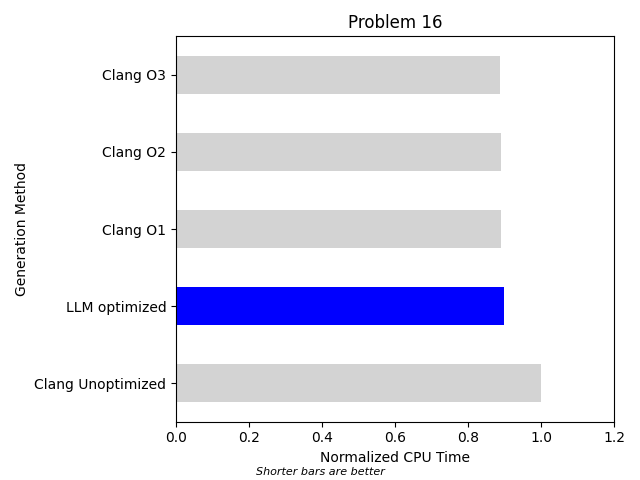 Problem 16
Generation Method
Clang O3
Clang O2
Clang O1
LLM optimized
Clang Unoptimized
0.0 0.2 0.4 0.6 0.8 1.0 1.2
Normalized CPU Time
Shorter bars are better